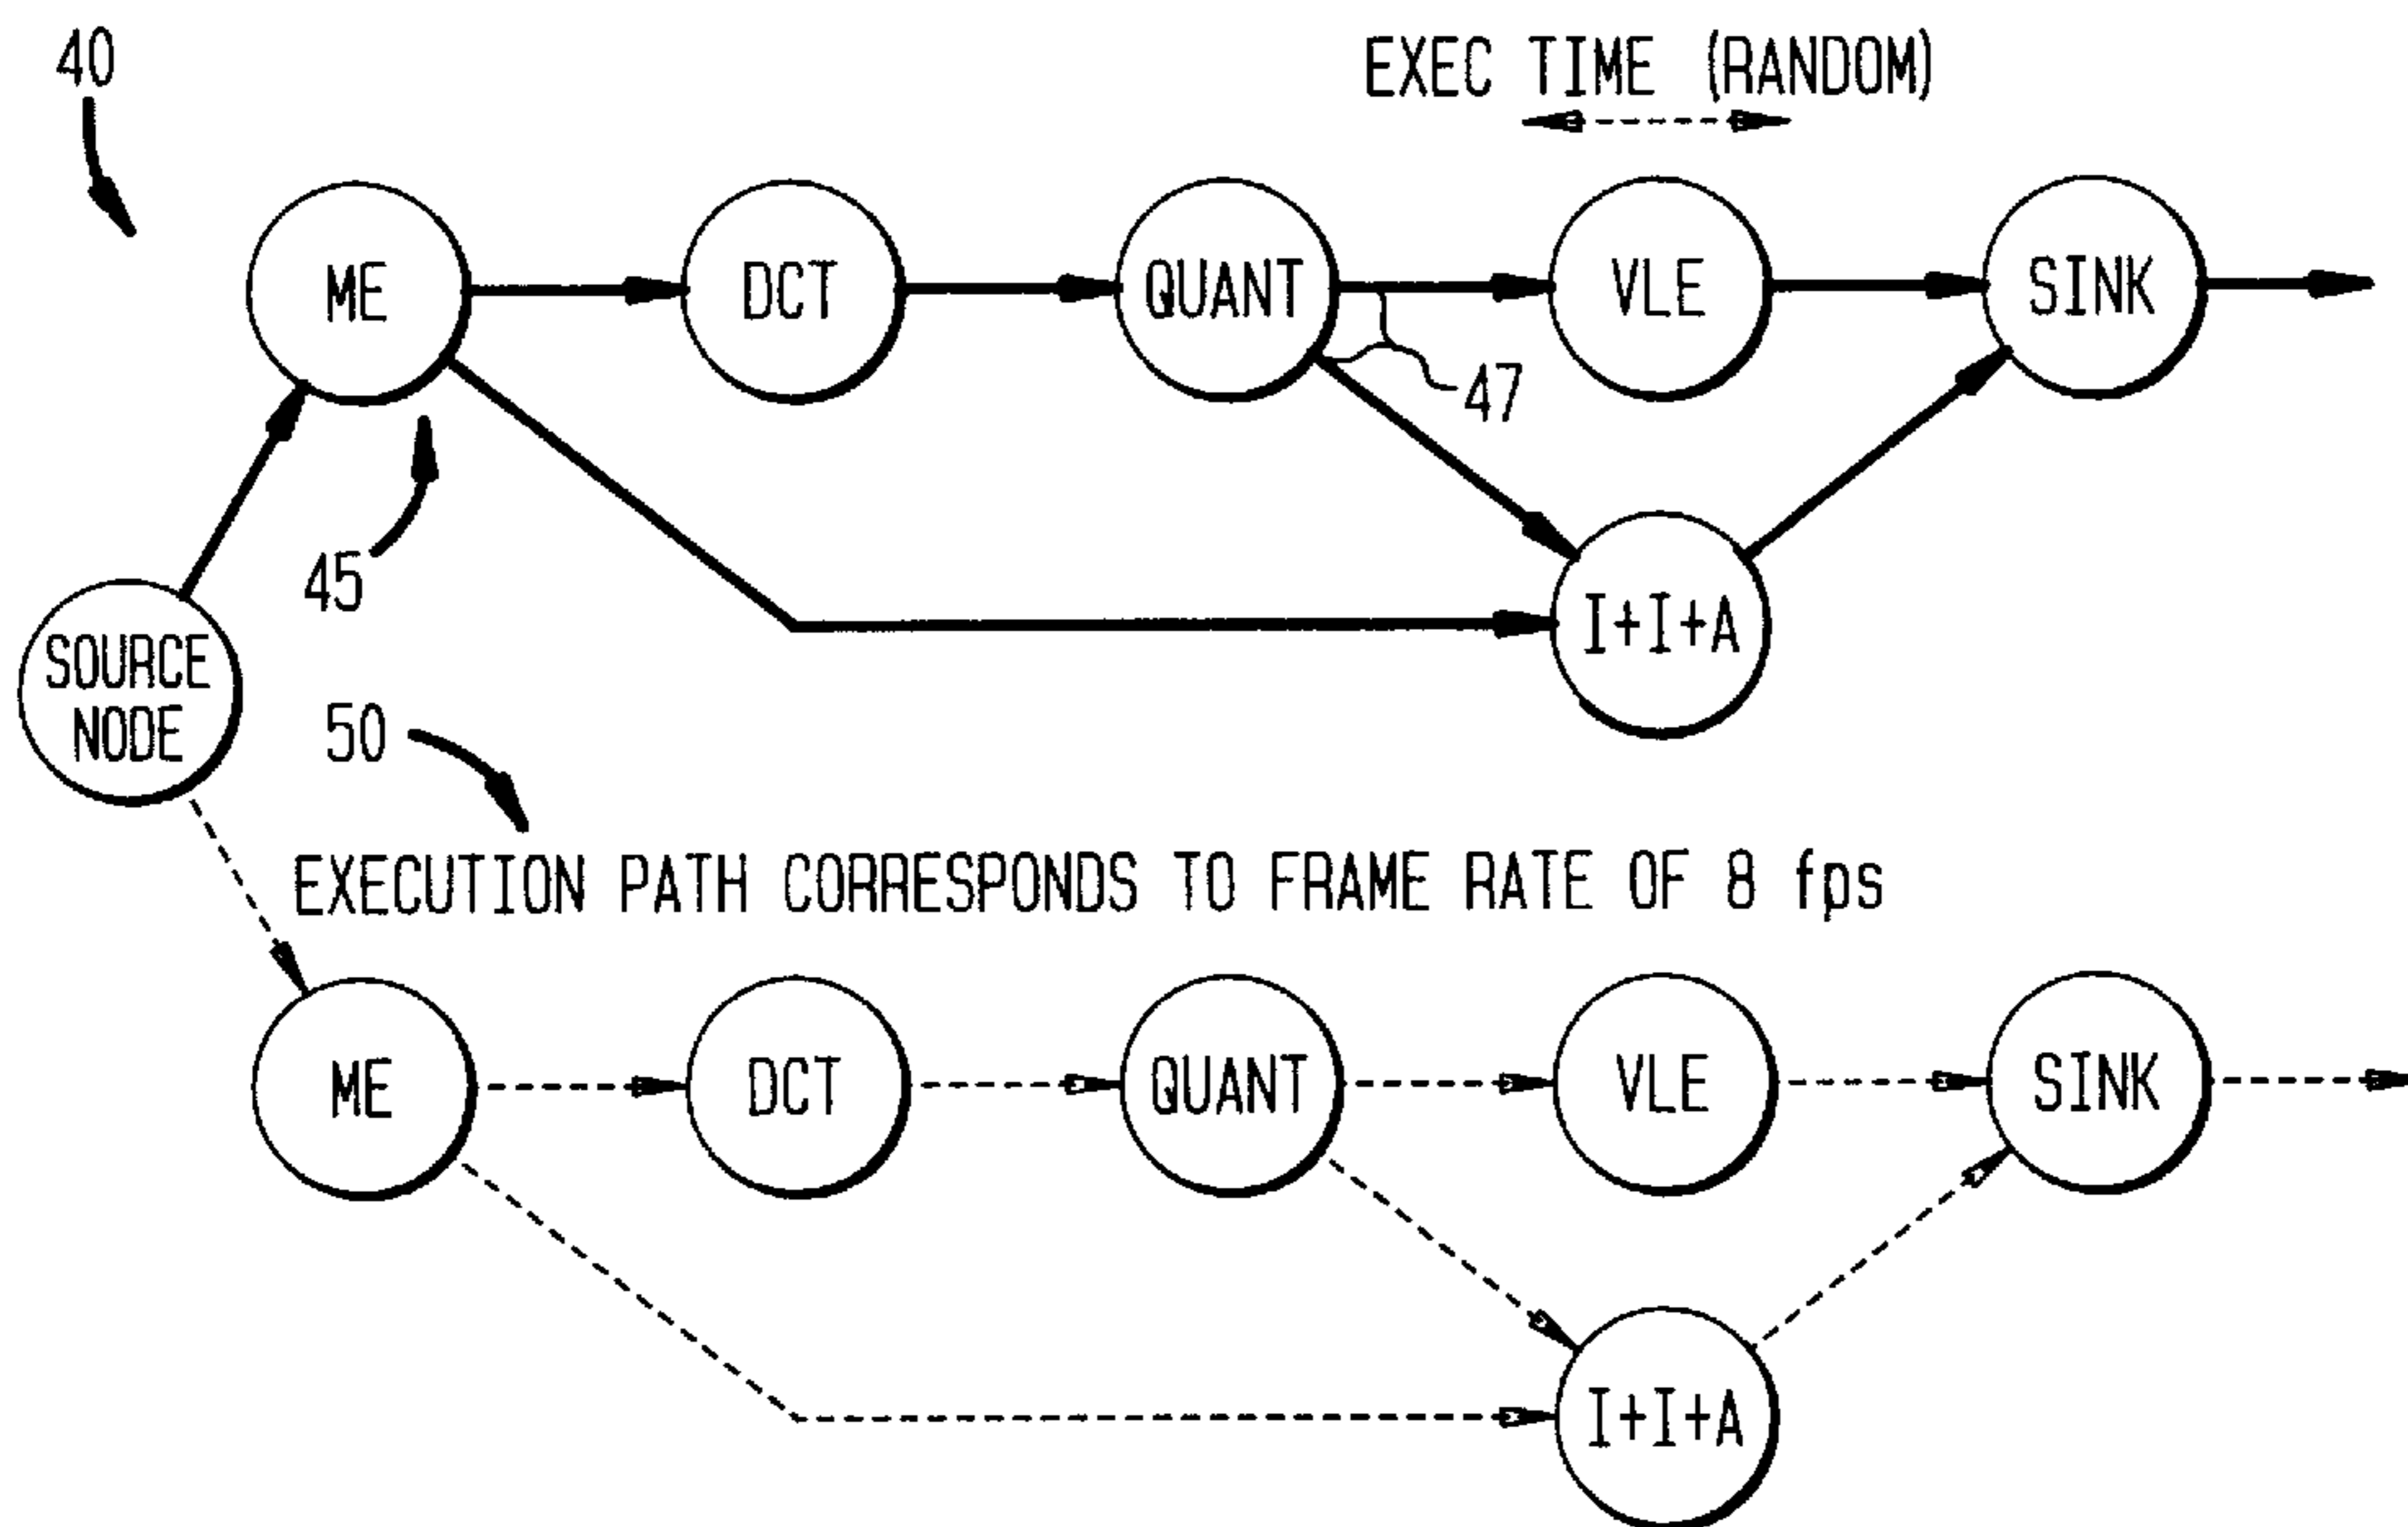 40
EXEC TIME (RANDOM)
ME
DCT
QUANT
VLE
SINK
47
45
I+I+A
SOURCE
NODE
50
EXECUTION PATH CORRESPONDS TO FRAME RATE OF 8 fps
ME
DCT
QUANT
VLE
SINK
I+I+A